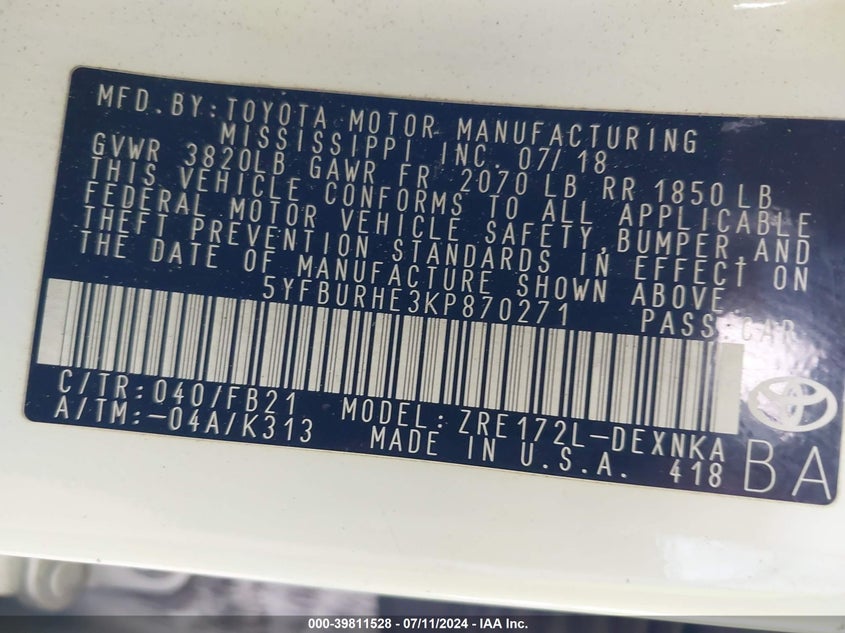 MFD.BY:TOYOTA MOTOR MANUFACTURING
MISSISSIPPI INC. 07/18
GVWR 3820LB GAWR FR 2070 LB RR 1850LB
THIS VEHICLE CONFORMS TO ALL APPLICABLE
FEDERAL MOTOR VEHICLE SAFETY,BUMPER,AND
THEFT PREVENTION STANDARDS IN EFFECT ON
THE DATE OF MANUFACTURE SHOWN ABOVE
5YFBURHE3KP870271 PASS.CAR
C/TR:040/FB21 MODEL:ZRE172L-DEXNKA
A/TM:-04A/K313 MADE IN U.S.A. 418 BA
000-39811528 - 07/11/2024 - IAA Inc.